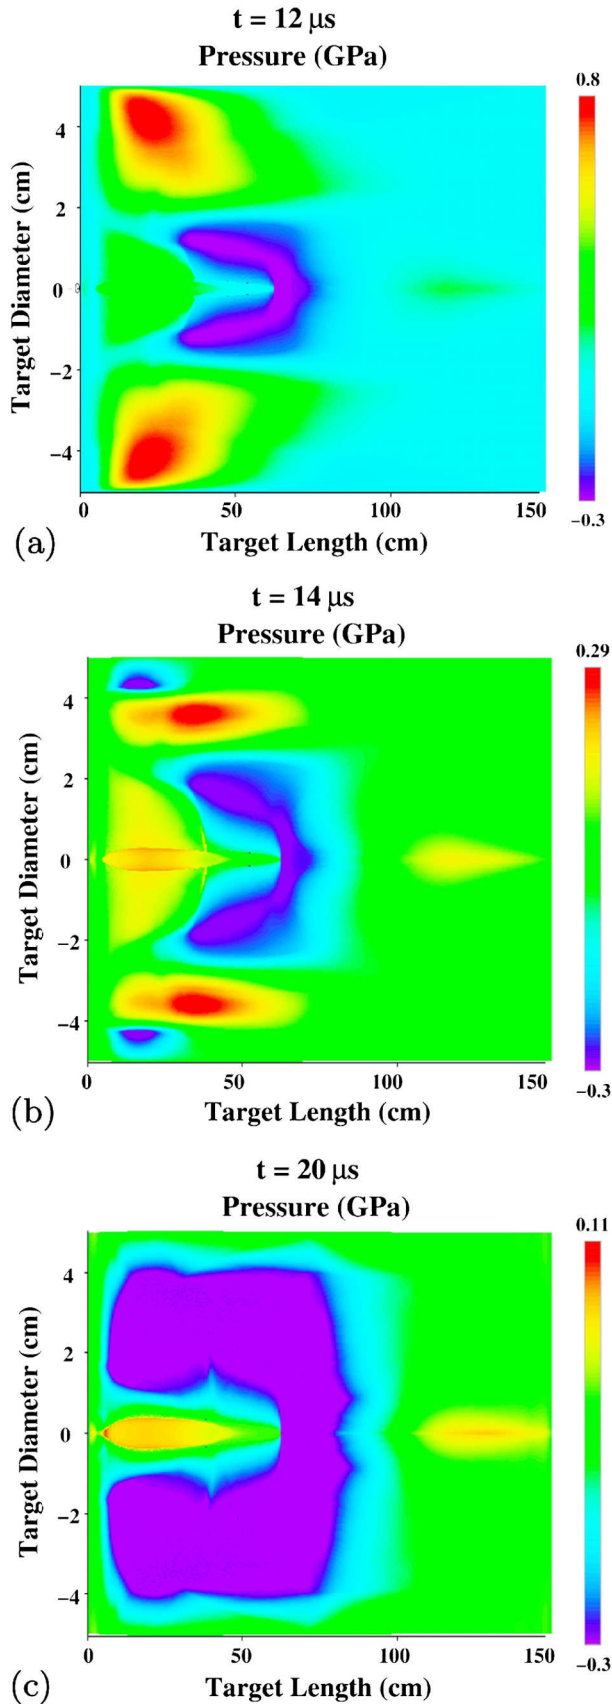 t = 12 μs
Pressure (GPa)
0.8
4
2
0
−2
−4
Target Diameter (cm)
−0.3
0 50 100 150
(a) Target Length (cm)
t = 14 μs
Pressure (GPa)
0.29
4
2
0
−2
−4
Target Diameter (cm)
−0.3
0 50 100 150
(b) Target Length (cm)
t = 20 μs
Pressure (GPa)
0.11
4
2
0
−2
−4
Target Diameter (cm)
−0.3
0 50 100 150
(c) Target Length (cm)